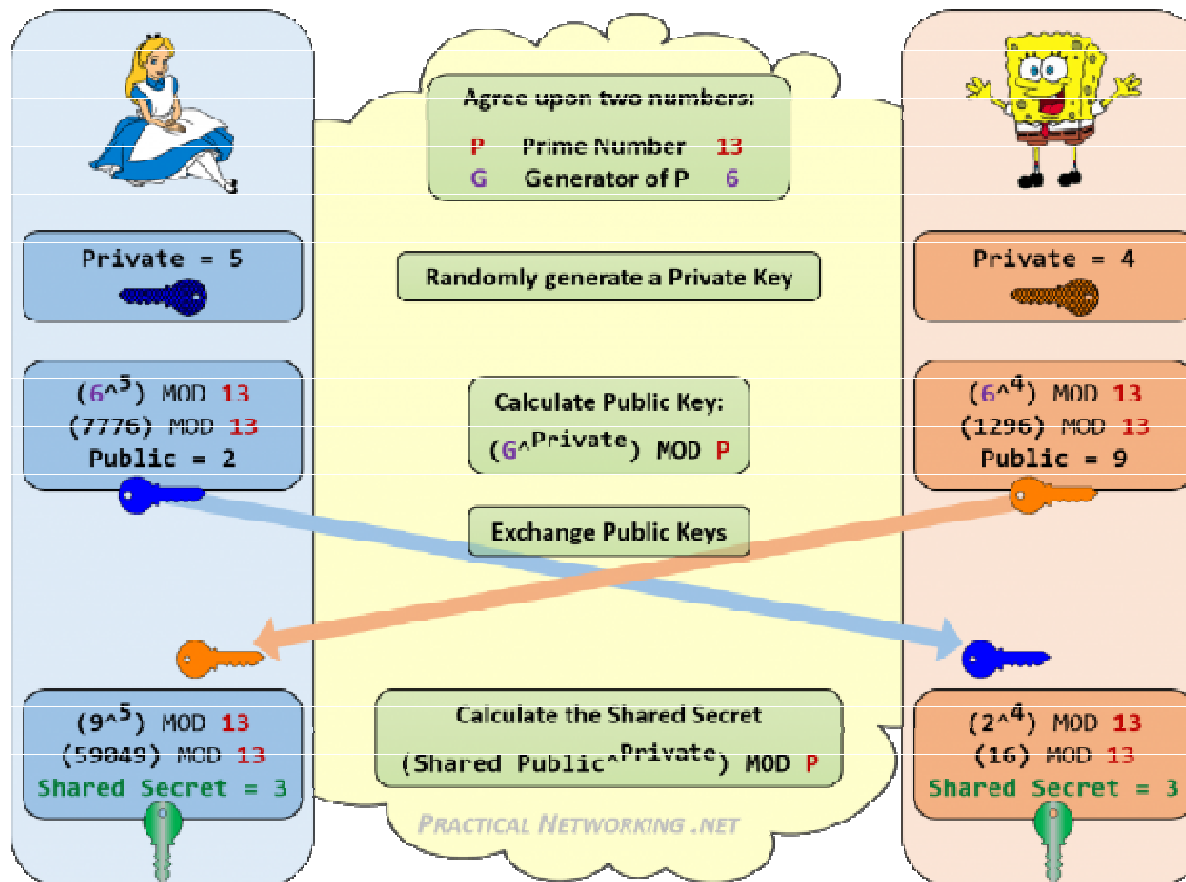 Agree upon two numbers:
P Prime Number 13
G Generator of P 6
Private = 5
Randomly generate a Private Key
Private = 4
(6^5) MOD 13
(7776) MOD 13
Public = 2
Calculate Public Key:
(G^Private) MOD P
(6^4) MOD 13
(1296) MOD 13
Public = 9
Exchange Public Keys
(9^5) MOD 13
(59049) MOD 13
Shared Secret = 3
Calculate the Shared Secret
(Shared Public^Private) MOD P
(2^4) MOD 13
(16) MOD 13
Shared Secret = 3
PRACTICAL NETWORKING .NET